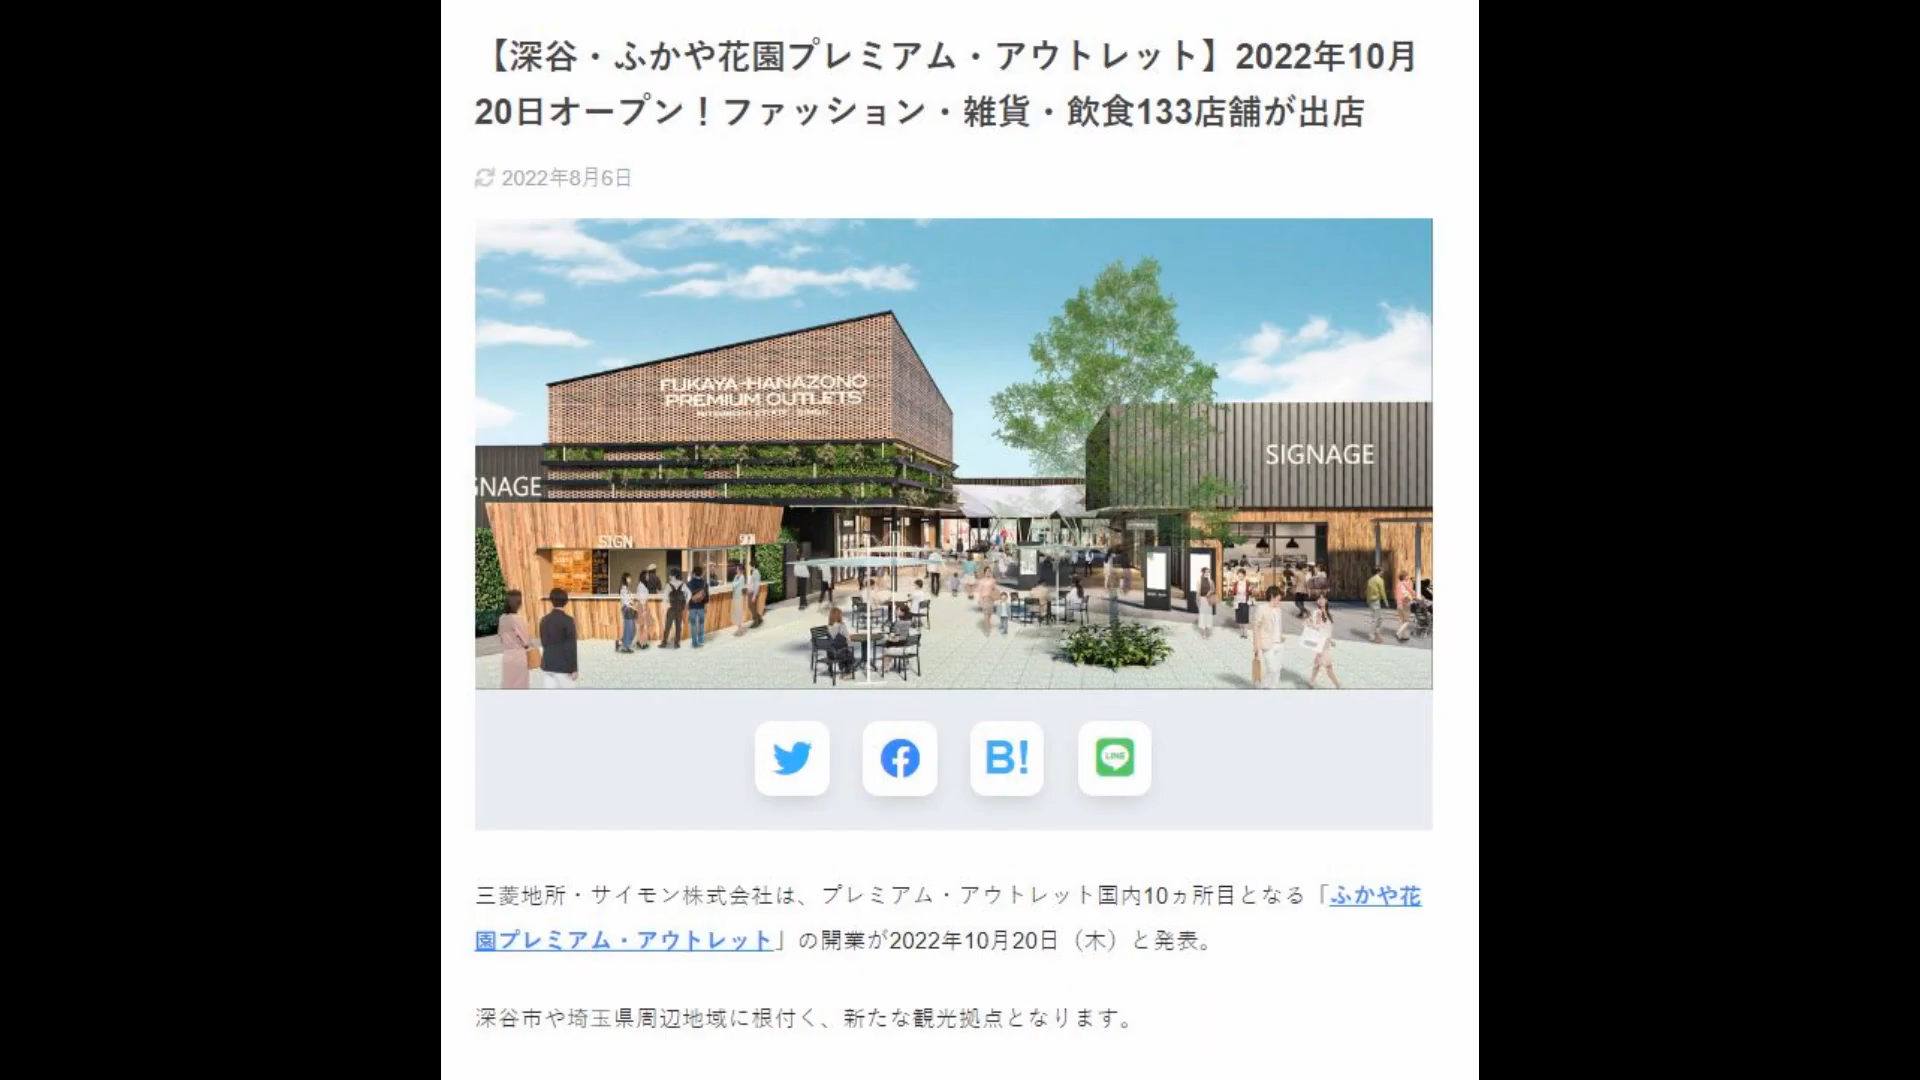 【深谷・ふかや花園プレミアム・アウトレット】2022年10月
20日オープン！ファッション・雑貨・飲食133店舗が出店
2022年8月6日
FUKAYA-HANAZONO
PREMIUM OUTLETS
SIGNAGE
GNAGE
SIGN
B!
LINE
三菱地所・サイモン株式会社は、プレミアム・アウトレット国内10ヵ所目となる「ふかや花
園プレミアム・アウトレット」の開業が2022年10月20日（木）と発表。
深谷市や埼玉県周辺地域に根付く、新たな観光拠点となります。